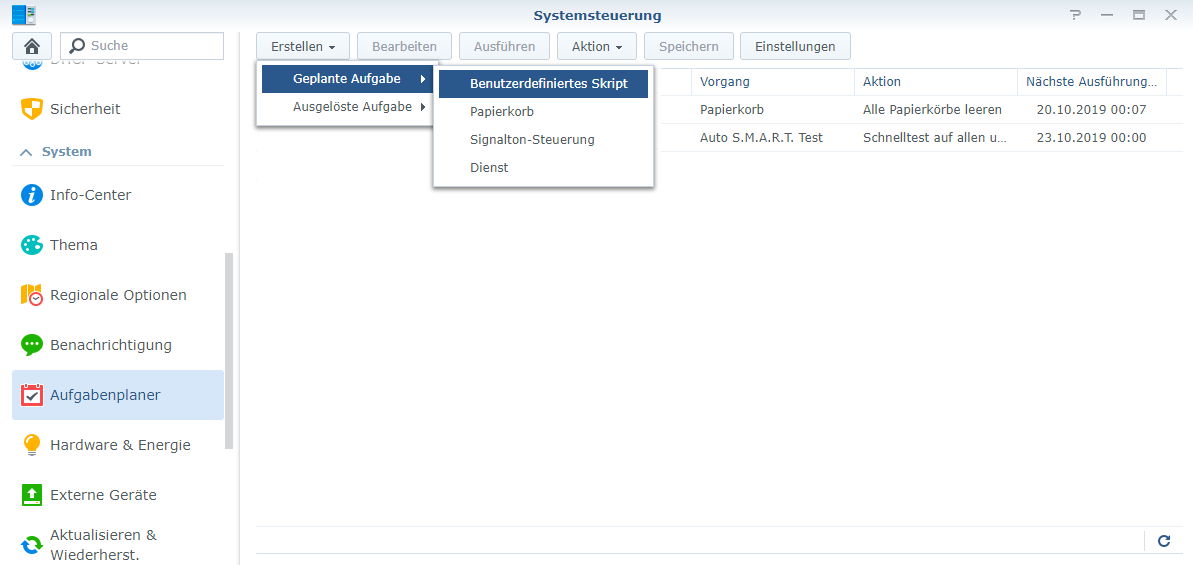 Systemsteuerung
Suche
Erstellen
Bearbeiten
Ausführen
Aktion
Speichern
Einstellungen
DHCP-Server
Sicherheit
System
Info-Center
Thema
Regionale Optionen
Benachrichtigung
Aufgabenplaner
Hardware & Energie
Externe Geräte
Aktualisieren &
Wiederherst.
Geplante Aufgabe
Ausgelöste Aufgabe
Benutzerdefiniertes Skript
Papierkorb
Signalton-Steuerung
Dienst
Vorgang Aktion Nächste Ausführung...
Papierkorb Alle Papierkörbe leeren 20.10.2019 00:07
Auto S.M.A.R.T. Test Schnelltest auf allen u... 23.10.2019 00:00